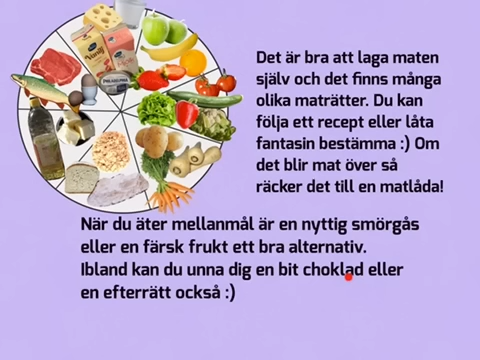 Det är bra att laga maten
själv och det finns många
olika maträtter. Du kan
följa ett recept eller låta
fantasin bestämma :) Om
det blir mat över så
räcker det till en matlåda!
När du äter mellanmål är en nyttig smörgås
eller en färsk frukt ett bra alternativ.
Ibland kan du unna dig en bit choklad eller
en efterrätt också :)